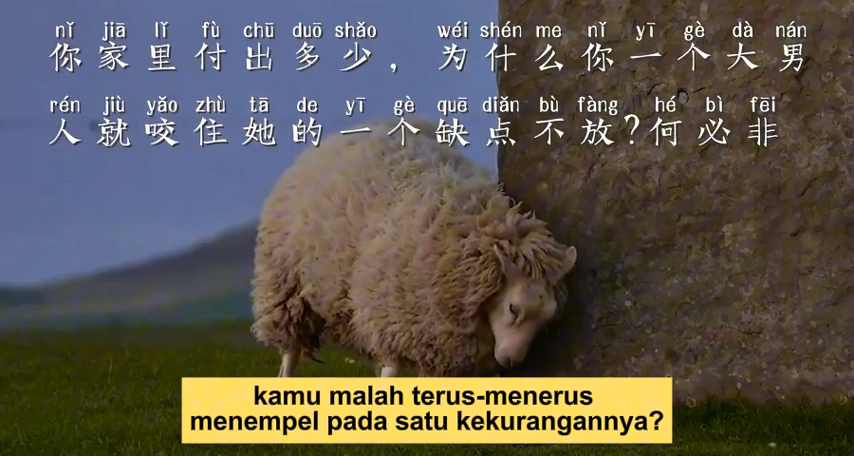 nǐ jiā lǐ fù chū duō shǎo wéi shén me nǐ yī gè dà nán
你家里付出多少，为什么你一个大男
rén jiù yǎo zhù tā de yī gè quē diǎn bù fàng hé bì fēi
人就咬住她的一个缺点不放？何必非
kamu malah terus-menerus
menempel pada satu kekurangannya?